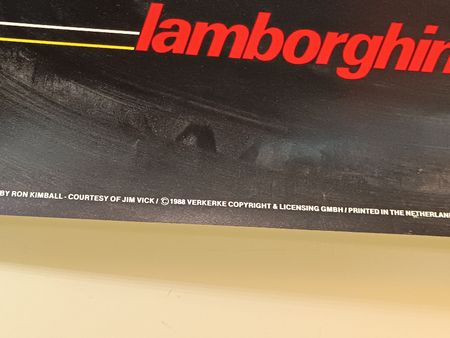 lamborghin
BY RON KIMBALL - COURTESY OF JIM VICK / © 1988 VERKERKE COPYRIGHT & LICENSING GMBH / PRINTED IN THE NETHERLAN